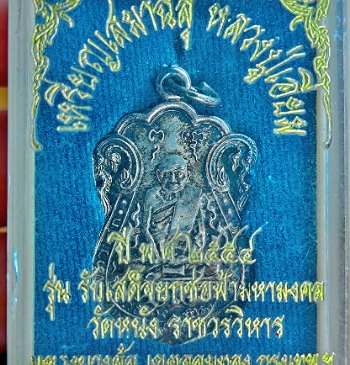 เหรียญเสมาฉลุ หลวงปู่เอี่ยม
ปี พ.ศ. ๒๕๕๔
รุ่น รับเสด็จยกช่อฟ้ามหามงคล
วัดหนัง ราชวรวิหาร